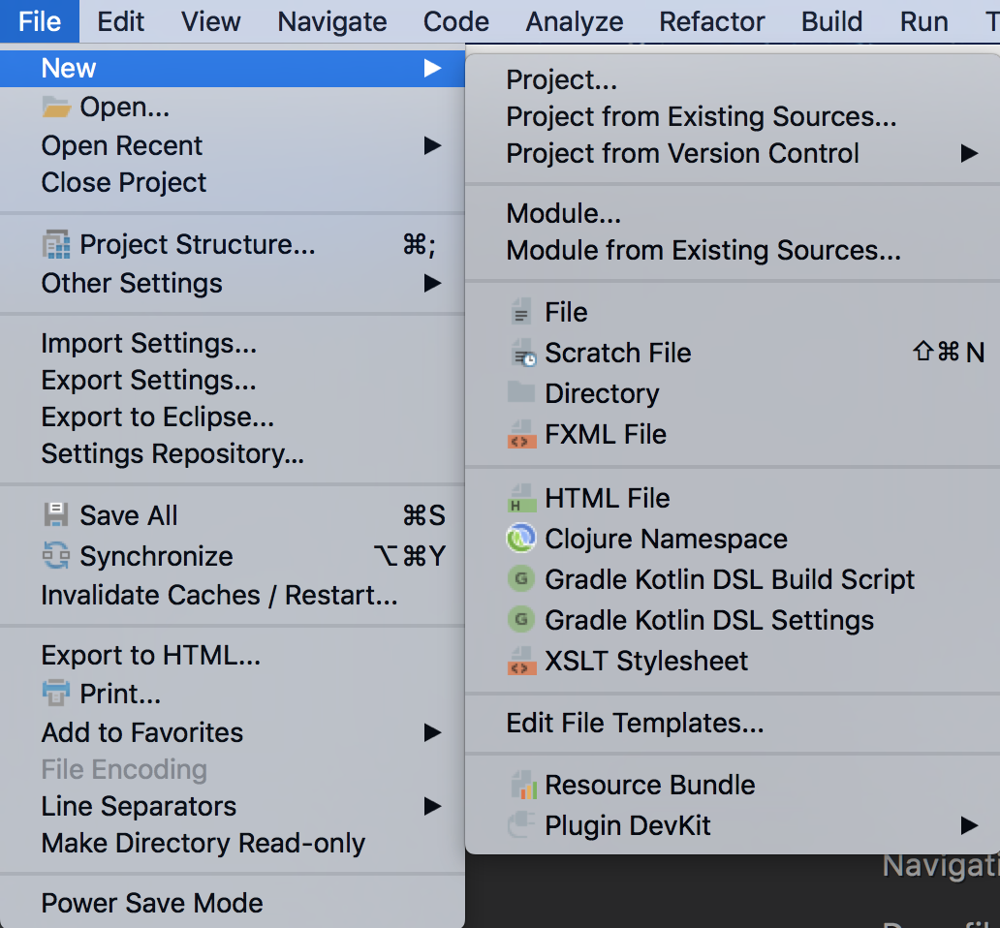 File Edit View Navigate Code Analyze Refactor Build Run
New
Open...
Open Recent
Close Project
Project Structure... ⌘;
Other Settings
Import Settings...
Export Settings...
Export to Eclipse...
Settings Repository...
Save All ⌘S
Synchronize ⌥⌘Y
Invalidate Caches / Restart...
Export to HTML...
Print...
Add to Favorites
File Encoding
Line Separators
Make Directory Read-only
Power Save Mode
Project...
Project from Existing Sources...
Project from Version Control
Module...
Module from Existing Sources...
File
Scratch File ⇧⌘N
Directory
FXML File
HTML File
Clojure Namespace
Gradle Kotlin DSL Build Script
Gradle Kotlin DSL Settings
XSLT Stylesheet
Edit File Templates...
Resource Bundle
Plugin DevKit